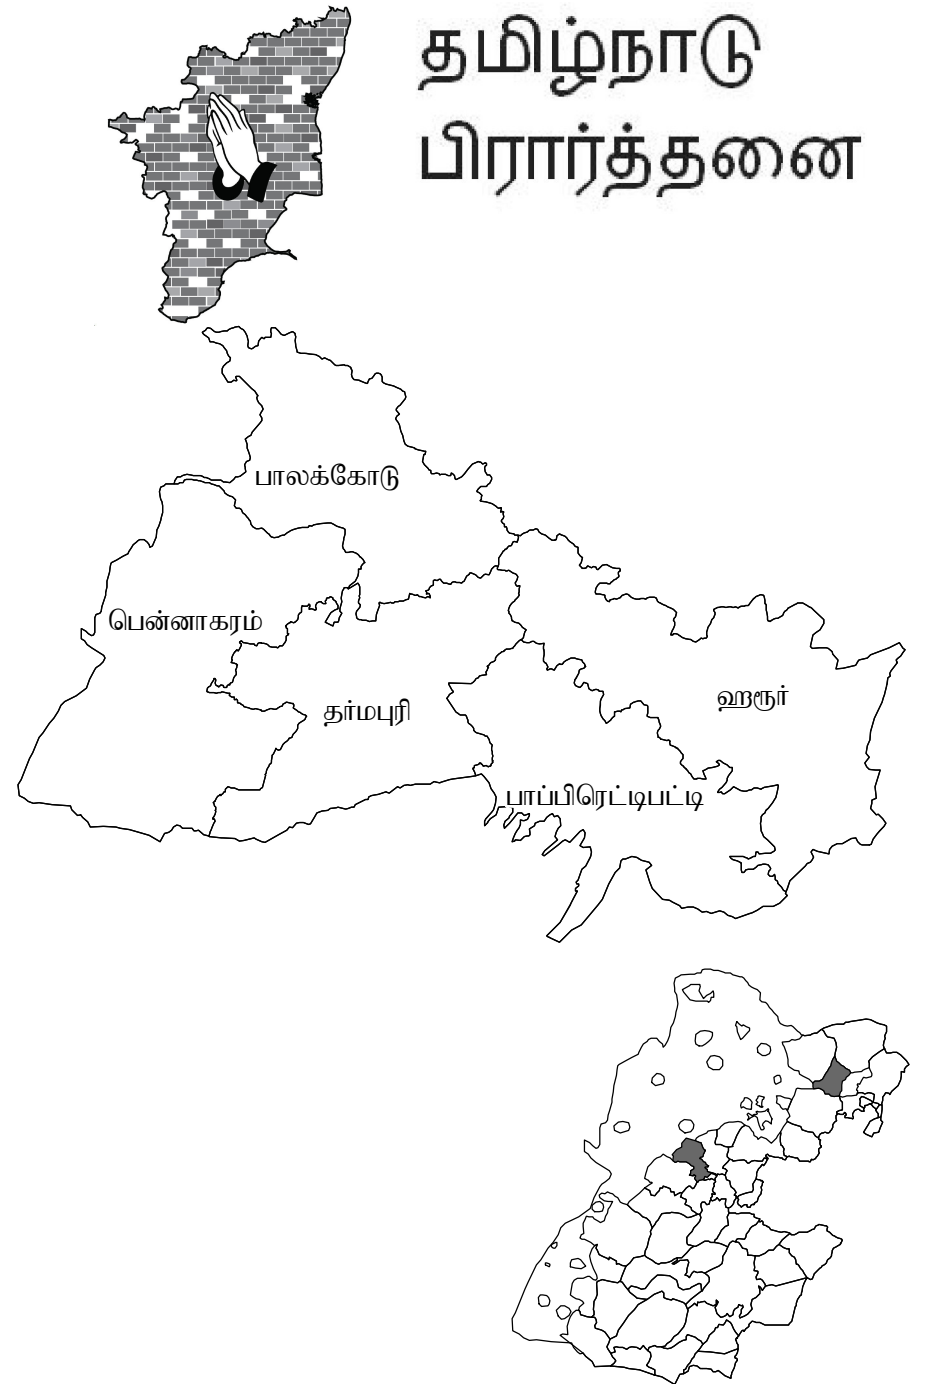 தமிழ்நாடு
பிரார்த்தனை
பாலக்கோடு
பென்னாகரம்
ஹரூர்
தர்மபுரி
பாப்பிரெட்டிபட்டி